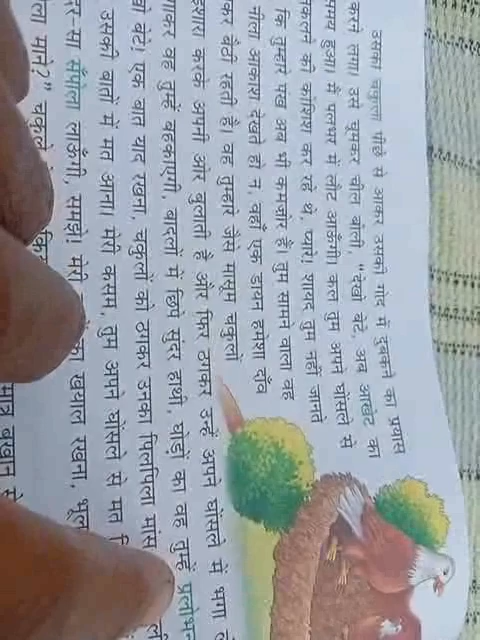 उसका चकुला पीछे से आकर उसकी गोद में दुबकने का प्रयास
करने लगा। उसे चूमकर चील बोली, "देखो बेटे, अब आखेट का
समय हुआ। मैं पलभर में लौट आऊँगी। कल तुम अपने घोंसले से
निकलने की कोशिश कर रहे थे, प्यारे। शायद तुम नहीं जानते
कि तुम्हारे पंख अब भी कमज़ोर हैं। तुम सामने वाला वह
नीला आकाश देखते हो न, वहाँ एक डायन हमेशा चोंच
कर बैठी रहती है। वह तुम्हारे जैसे मासूम चकुलों
इशारा करके अपनी ओर बुलाती है और फिर ठगकर उन्हें अपने घोंसले में भगा
कर वह तुम्हें बहकाएगी, बादलों में छिपे सुंदर हाथी, घोड़ों का वह तुम्हें प्रलोभन
बेटे! एक बात याद रखना, चकुलों को ठगकर उनका पिलपिला मांस
उसकी बातों में मत आना। मेरी कसम, तुम अपने घोंसले से मत
सा सँपोला लाऊँगी, समझे! मेरी का खयाल रखना, भूल
माने?" चकुले